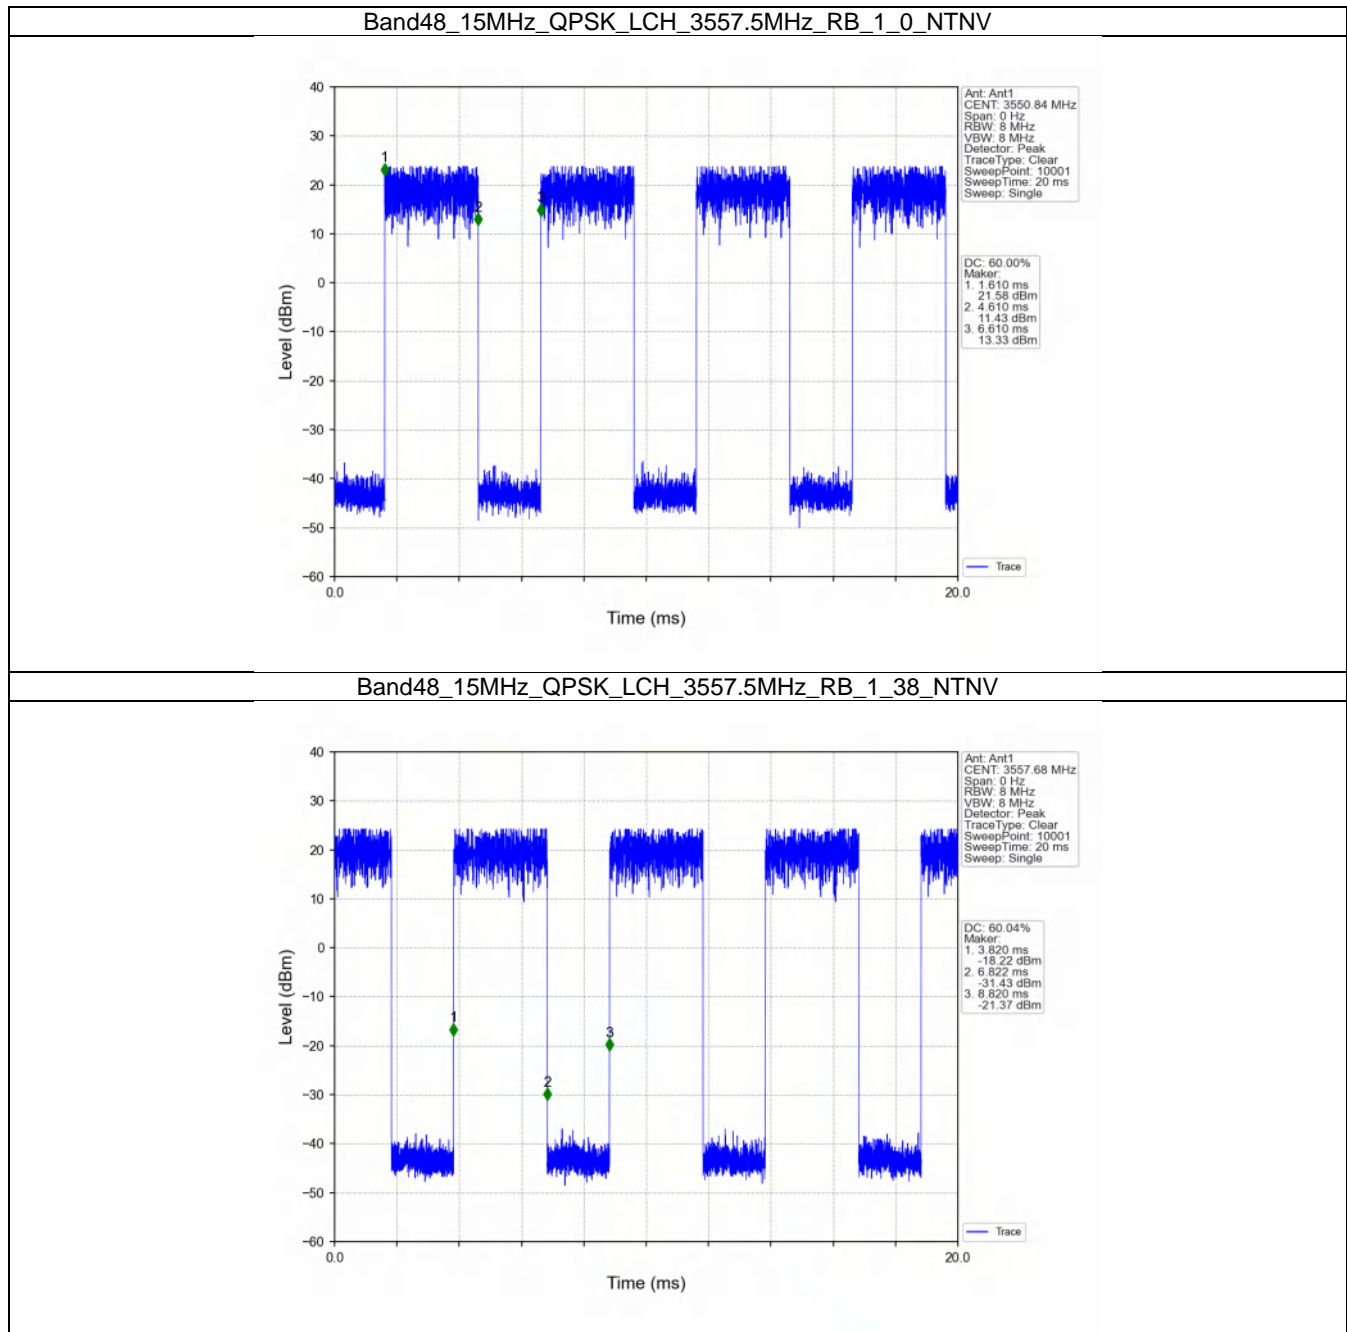 Band48_15MHz_QPSK_LCH_3557.5MHz_RB_1_0_NTNV
40
30
20
10
0
−10
−20
−30
−40
−50
−60
Level (dBm)
1
2
3
0.0
20.0
Time (ms)
Ant: Ant1
CENT: 3550.84 MHz
Span: 0 Hz
RBW: 8 MHz
VBW: 8 MHz
Detector: Peak
TraceType: Clear
SweepPoint: 10001
SweepTime: 20 ms
Sweep: Single
DC: 60.00%
Maker:
1. 1.610 ms
21.58 dBm
2. 4.610 ms
11.43 dBm
3. 6.610 ms
13.33 dBm
Trace
Band48_15MHz_QPSK_LCH_3557.5MHz_RB_1_38_NTNV
40
30
20
10
0
−10
−20
−30
−40
−50
−60
Level (dBm)
1
2
3
0.0
20.0
Time (ms)
Ant: Ant1
CENT: 3557.68 MHz
Span: 0 Hz
RBW: 8 MHz
VBW: 8 MHz
Detector: Peak
TraceType: Clear
SweepPoint: 10001
SweepTime: 20 ms
Sweep: Single
DC: 60.04%
Maker:
1. 3.820 ms
-18.22 dBm
2. 6.822 ms
-31.43 dBm
3. 8.820 ms
-21.37 dBm
Trace